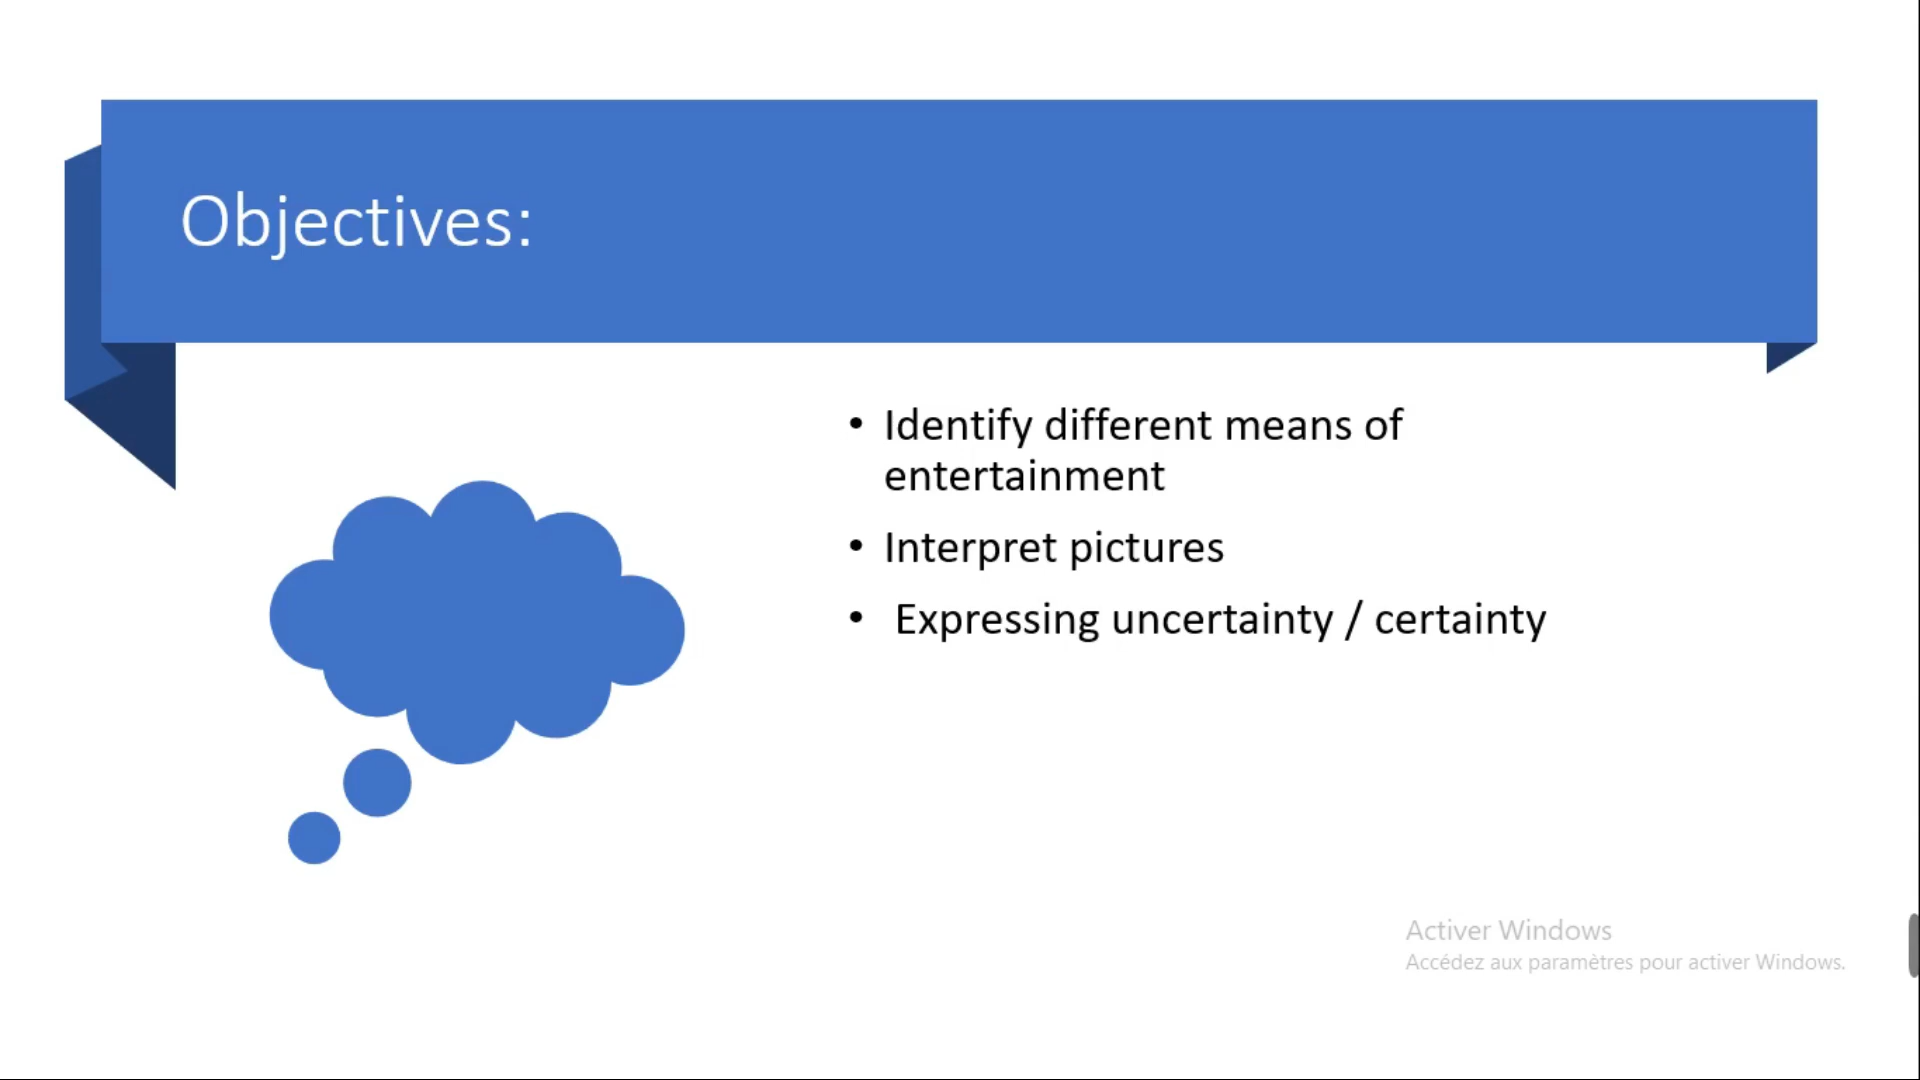 Objectives:
• Identify different means of
entertainment
• Interpret pictures
• Expressing uncertainty / certainty
Activer Windows
Accédez aux paramètres pour activer Windows.